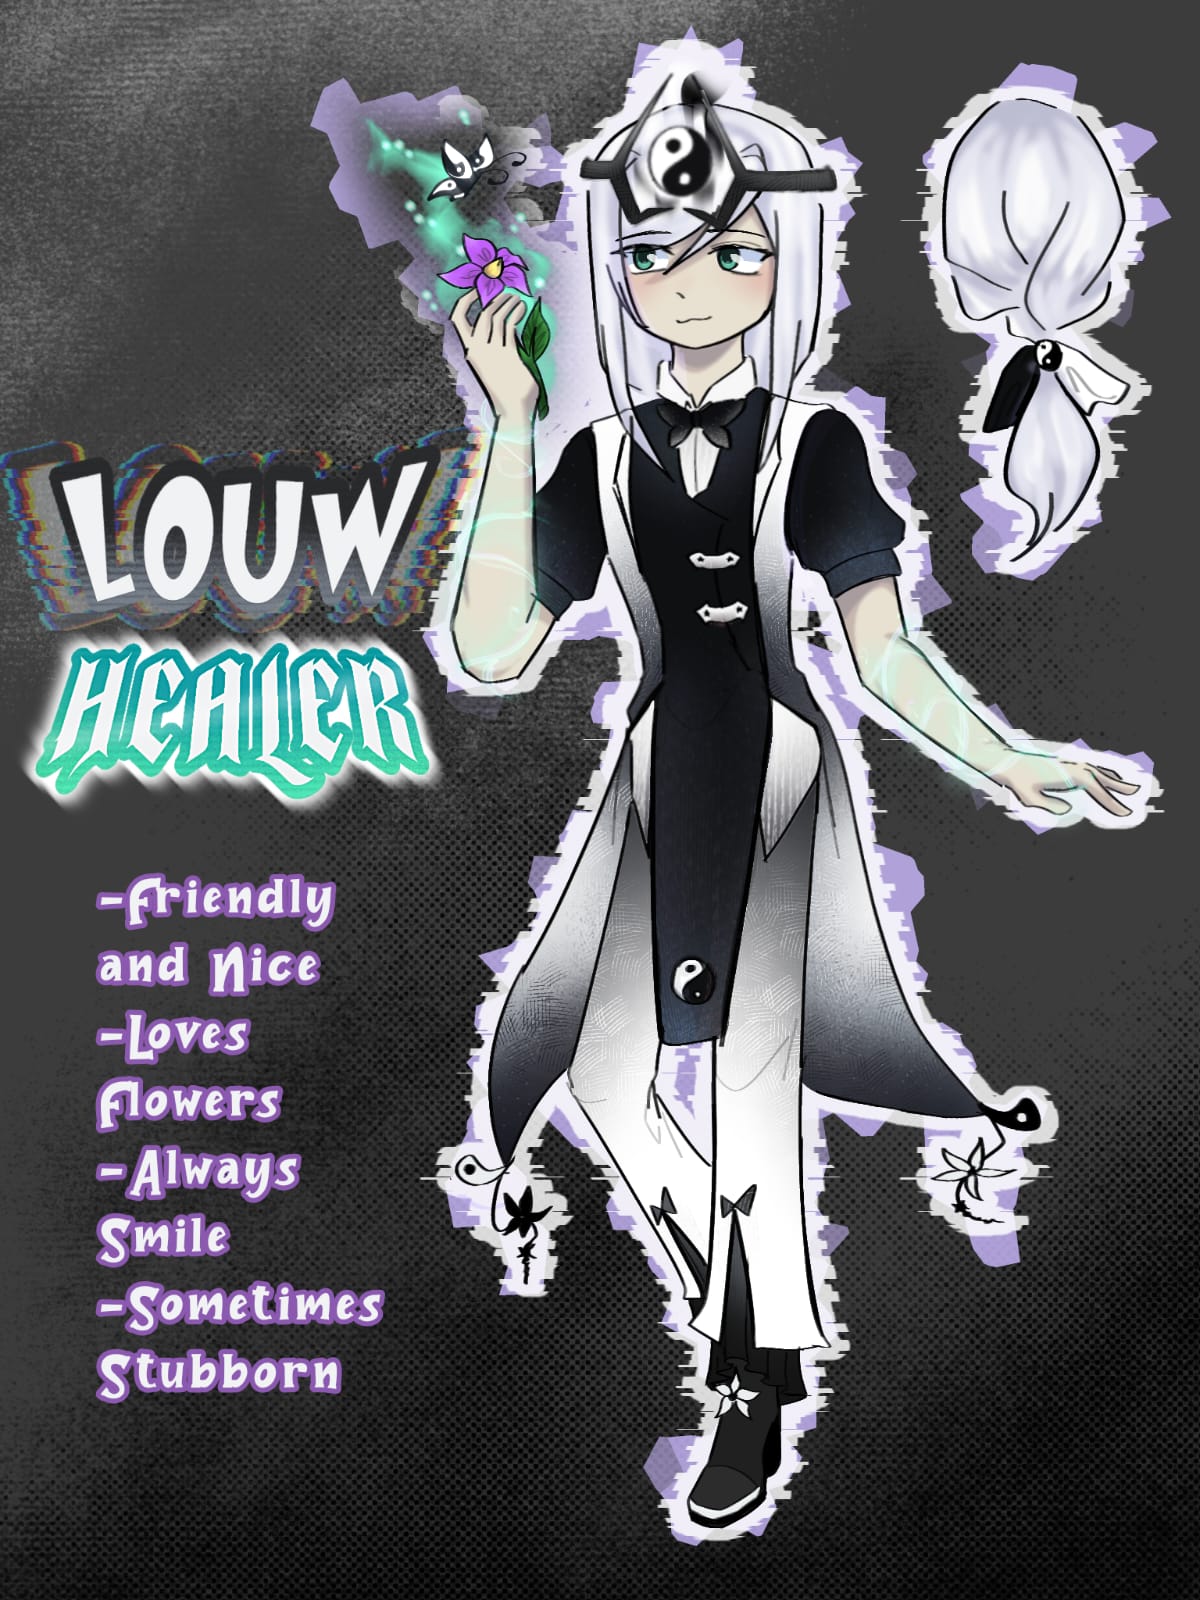 LOUW
HEALER
-Friendly
and Nice
-Loves
Flowers
-Always
Smile
-Sometimes
Stubborn